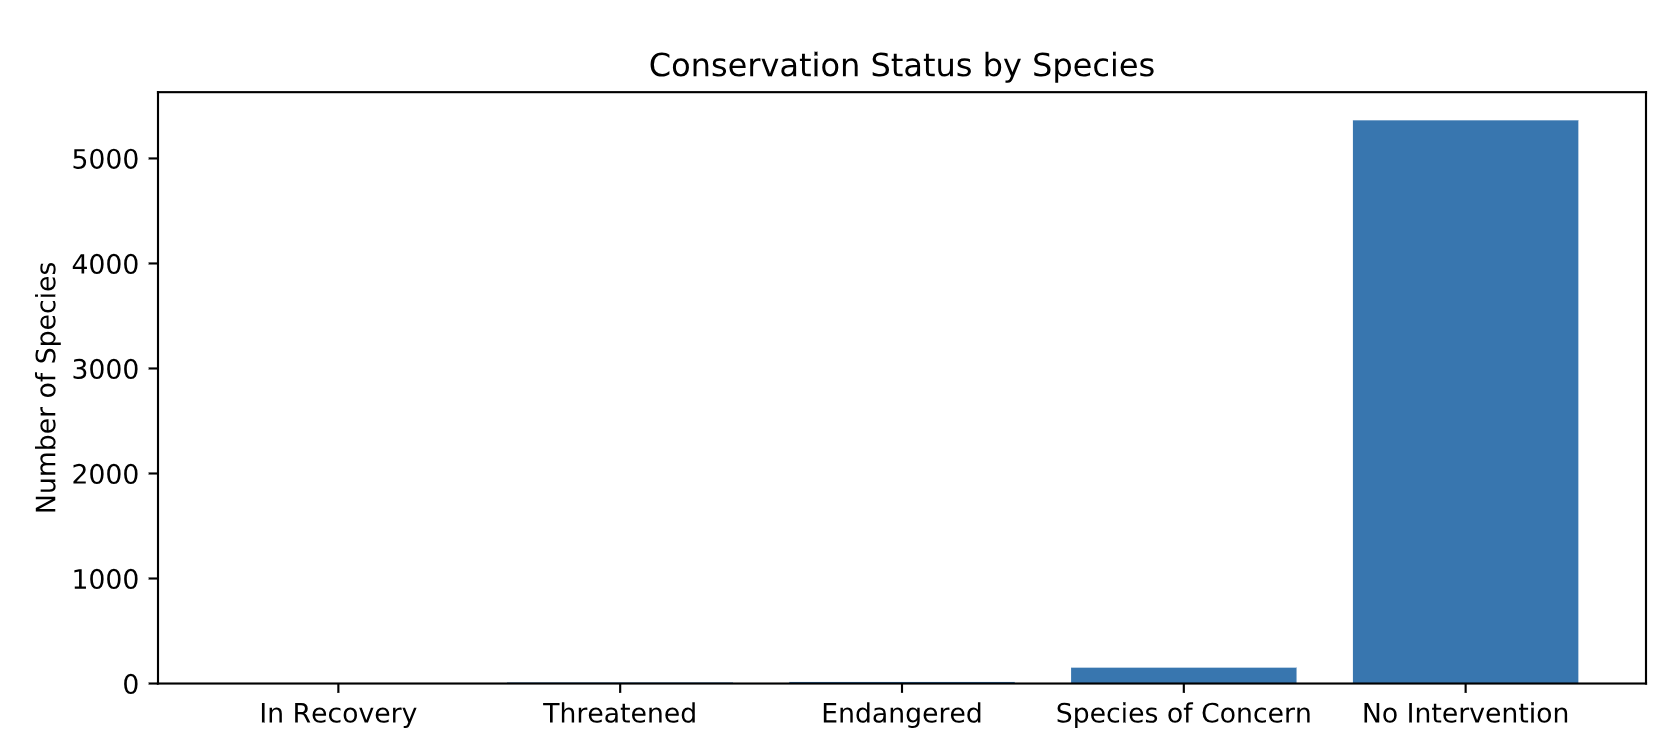 Conservation Status by Species
Number of Species
5000
4000
3000
2000
1000
0
In Recovery
Threatened
Endangered
Species of Concern
No Intervention